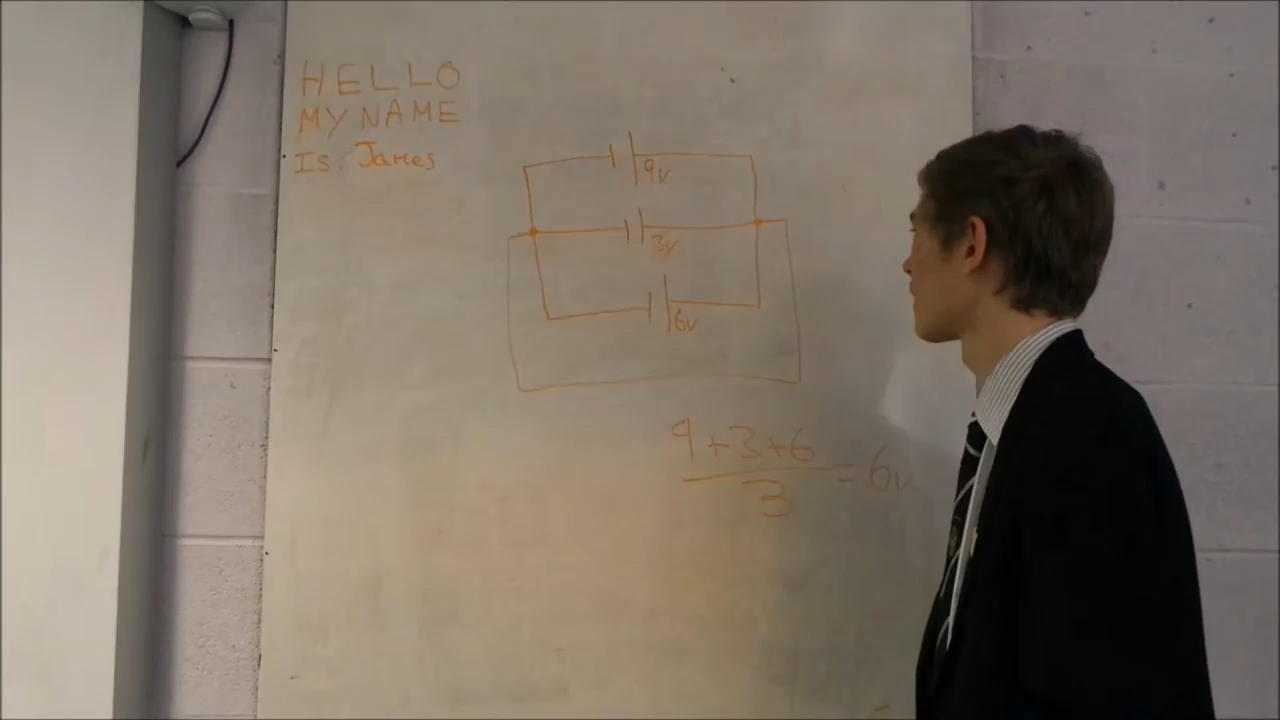 HELLO
MY NAME
Is: James
9v
3v
6v
9+3+6
3
= 6v